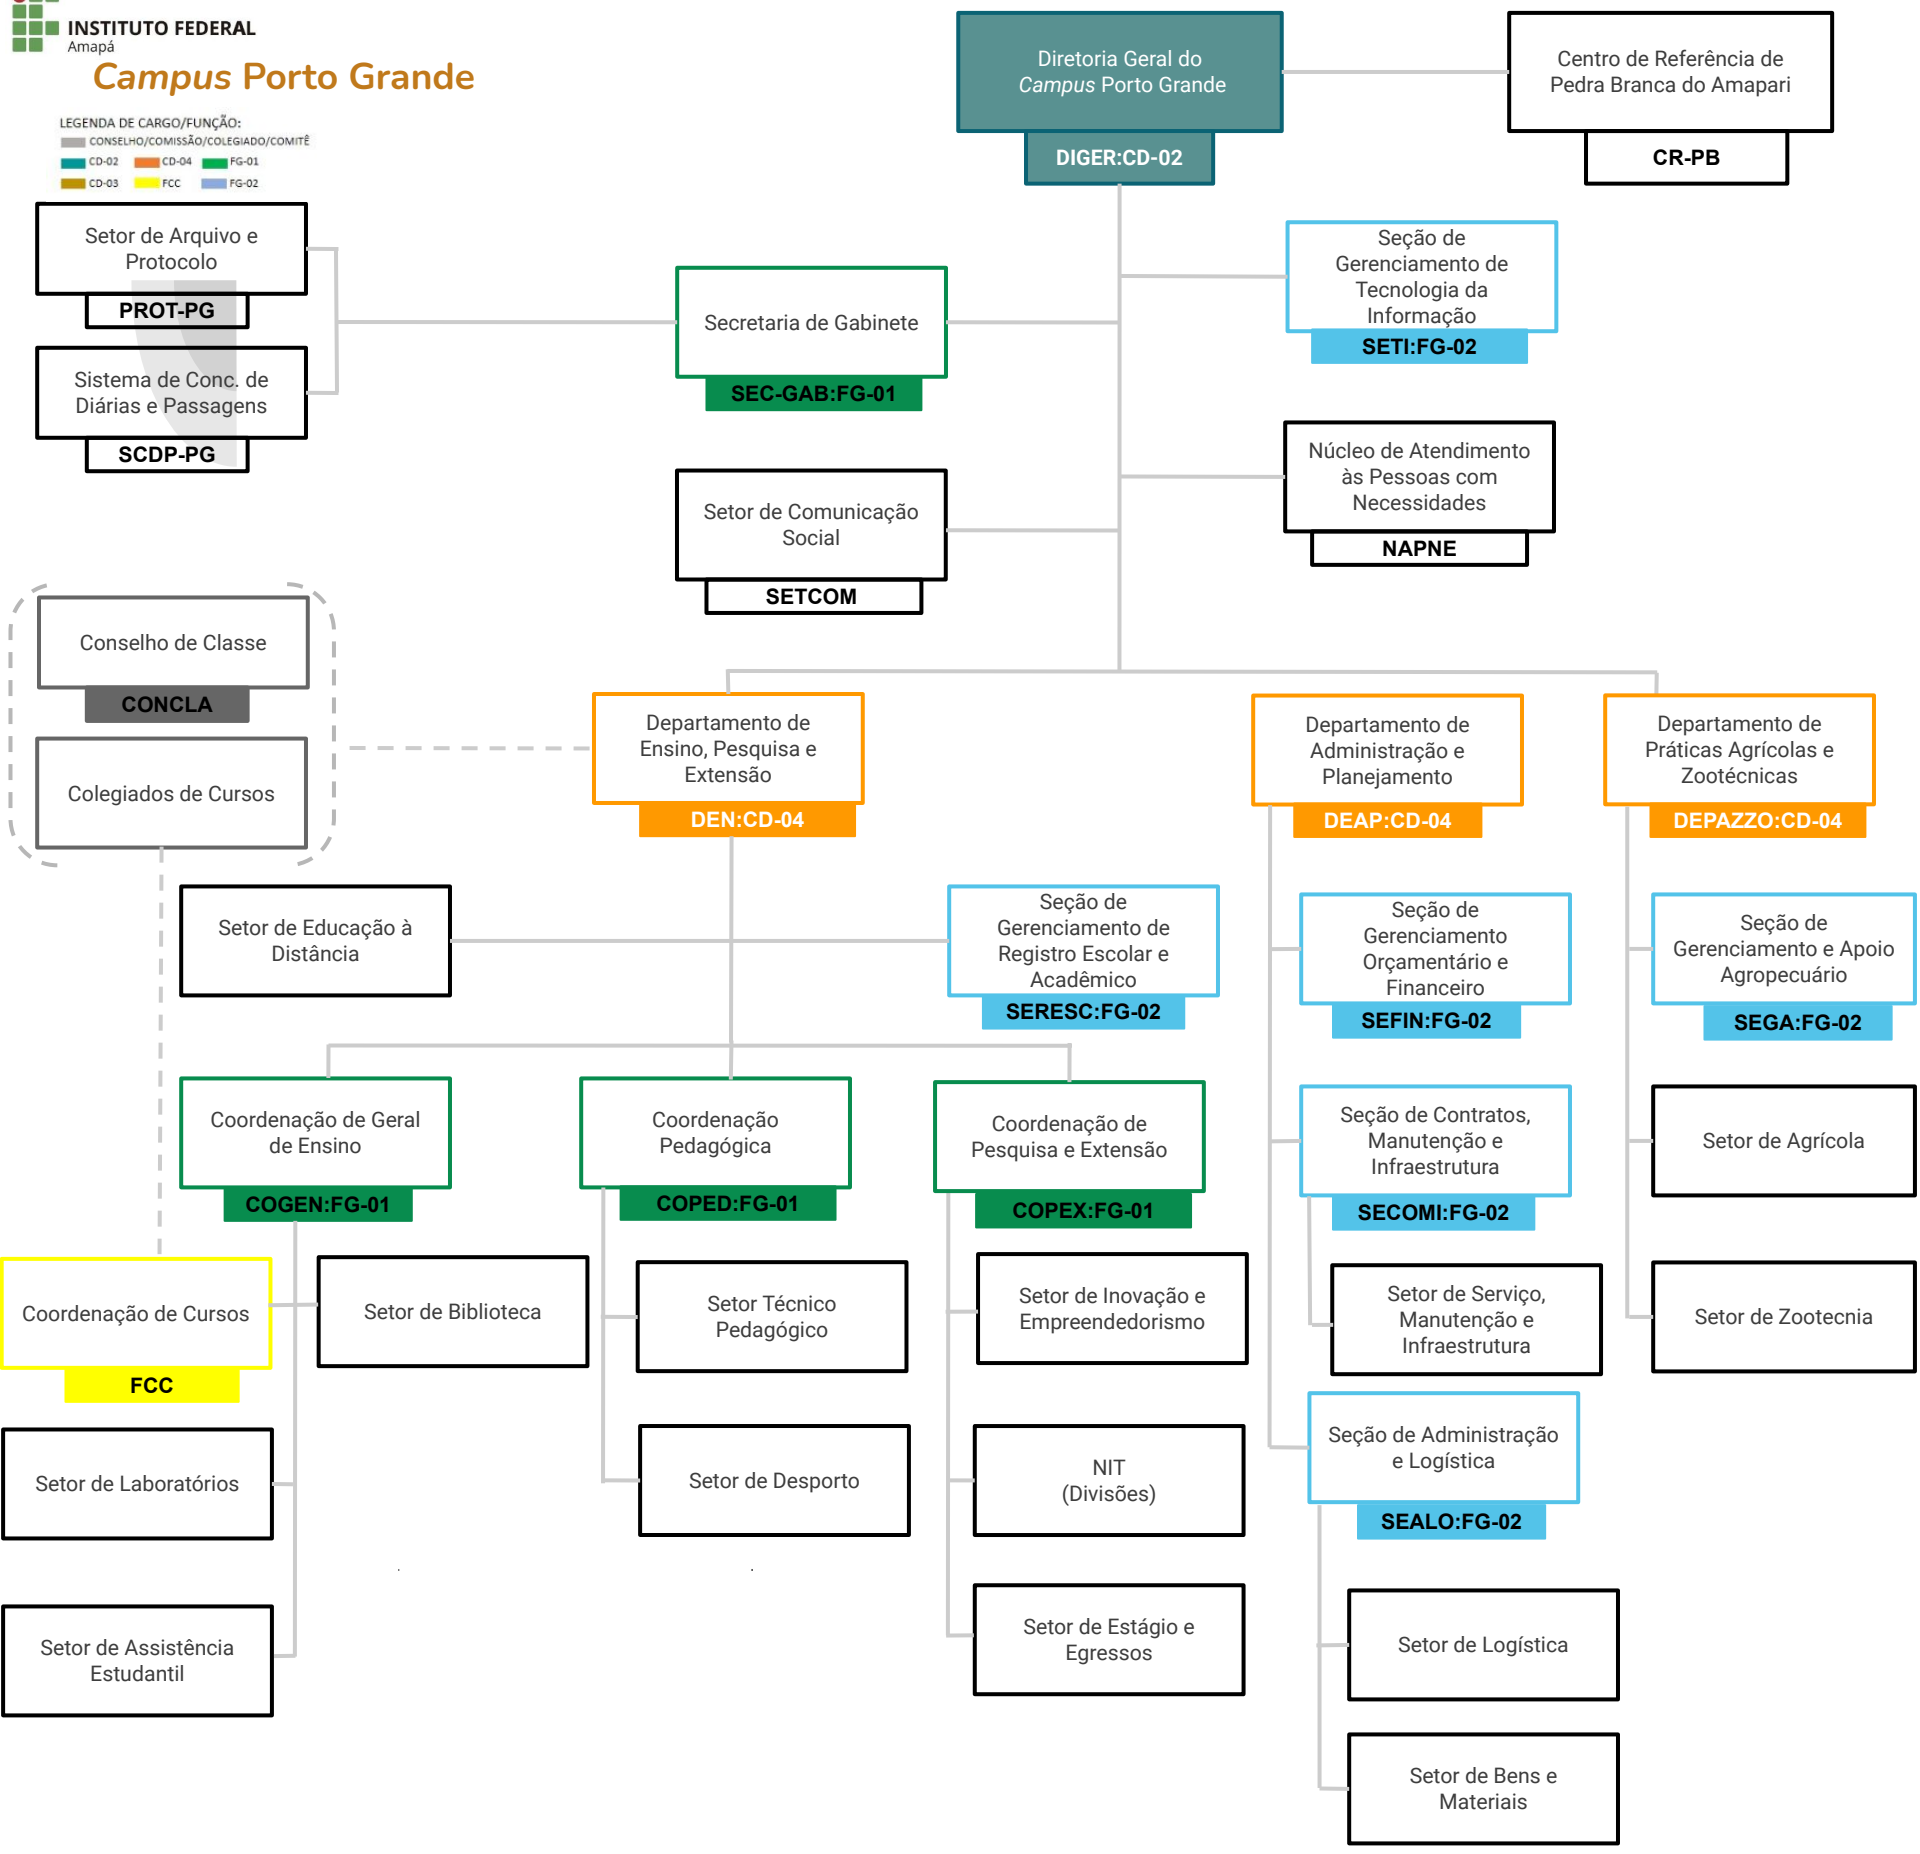 INSTITUTO FEDERAL
Amapá
Campus Porto Grande
LEGENDA DE CARGO/FUNÇÃO:
CONSELHO/COMISSÃO/COLEGIADO/COMITÊ
CD-02 CD-04 FG-01
CD-03 FCC FG-02
Diretoria Geral do
Campus Porto Grande
DIGER:CD-02
Centro de Referência de
Pedra Branca do Amapari
CR-PB
Setor de Arquivo e
Protocolo
PROT-PG
Sistema de Conc. de
Diárias e Passagens
SCDP-PG
Secretaria de Gabinete
SEC-GAB:FG-01
Seção de
Gerenciamento de
Tecnologia da
Informação
SETI:FG-02
Setor de Comunicação
Social
SETCOM
Núcleo de Atendimento
às Pessoas com
Necessidades
NAPNE
Conselho de Classe
CONCLA
Colegiados de Cursos
Departamento de
Ensino, Pesquisa e
Extensão
DEN:CD-04
Departamento de
Administração e
Planejamento
DEAP:CD-04
Departamento de
Práticas Agrícolas e
Zootécnicas
DEPAZZO:CD-04
Setor de Educação à
Distância
Seção de
Gerenciamento de
Registro Escolar e
Acadêmico
SERESC:FG-02
Seção de
Gerenciamento
Orçamentário e
Financeiro
SEFIN:FG-02
Seção de
Gerenciamento e Apoio
Agropecuário
SEGA:FG-02
Coordenação de Geral
de Ensino
COGEN:FG-01
Coordenação
Pedagógica
COPED:FG-01
Coordenação de
Pesquisa e Extensão
COPEX:FG-01
Seção de Contratos,
Manutenção e
Infraestrutura
SECOMI:FG-02
Setor de Agrícola
Coordenação de Cursos
FCC
Setor de Biblioteca
Setor Técnico
Pedagógico
Setor de Inovação e
Empreendedorismo
Setor de Serviço,
Manutenção e
Infraestrutura
Setor de Zootecnia
Setor de Laboratórios
Setor de Desporto
NIT
(Divisões)
Seção de Administração
e Logística
SEALO:FG-02
Setor de Assistência
Estudantil
Setor de Estágio e
Egressos
Setor de Logística
Setor de Bens e
Materiais